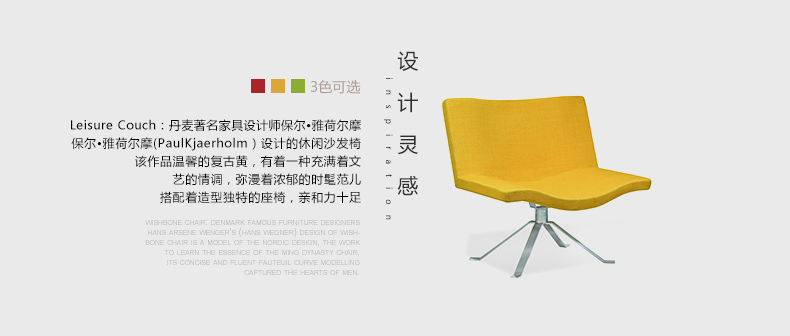 设计灵感
inspiration
3色可选
Leisure Couch：丹麦著名家具设计师保尔•雅荷尔摩
保尔•雅荷尔摩(PaulKjaerholm ) 设计的休闲沙发椅
该作品温馨的复古黄，有着一种充满着文
艺的情调，弥漫着浓郁的时髦范儿
搭配着造型独特的座椅，亲和力十足
WISHBONE CHAIR. DENMARK FAMOUS FURNITURE DESIGNERS
HANS ARSENE WENGER'S (HANS WEGNER) DESIGN OF WISH-
BONE CHAIR IS A MODEL OF THE NORDIC DESIGN, THE WORK
TO LEARN THE ESSENCE OF THE MING DYNASTY CHAIR,
ITS CONCISE AND FLUENT FAUTEUIL CURVE MODELLING
CAPTURED THE HEARTS OF MEN.